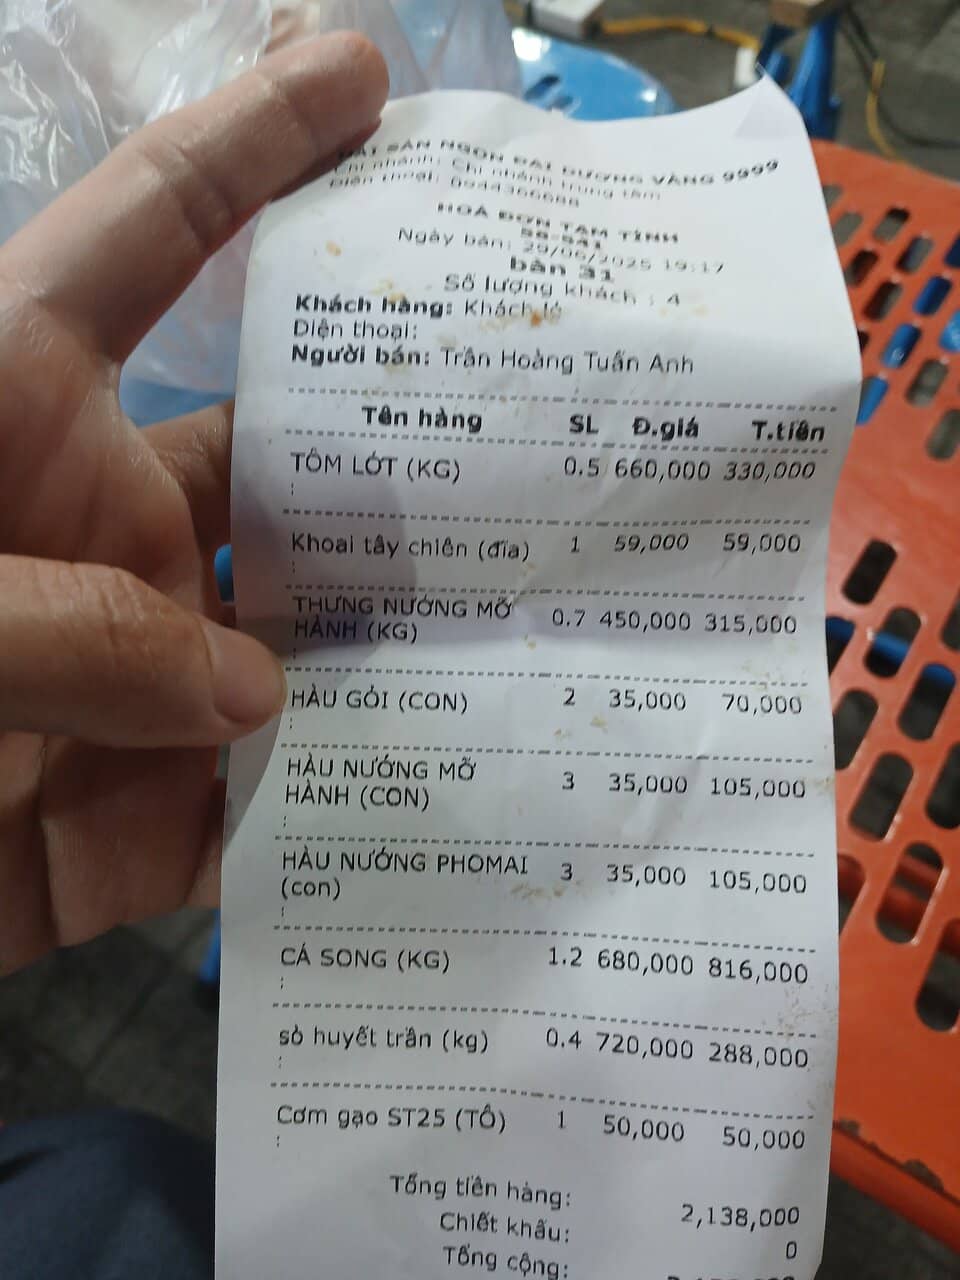 HẢI SẢN NGON ĐẠI DƯƠNG VÀNG 9999
Chi nhánh: Chi nhánh trung tâm
Điện thoại: 0944366688
HOÁ ĐƠN TẠM TÍNH
Ngày bán: 29/06/2025 19:17
bàn 31
Số lượng khách : 4
Khách hàng: Khách lẻ
Điện thoại:
Người bán: Trần Hoàng Tuấn Anh
Tên hàng SL Đ.giá T.tiền
TÔM LỚT (KG) 0.5 660,000 330,000
Khoai tây chiên (đĩa) 1 59,000 59,000
THƯNG NƯỚNG MỠ 0.7 450,000 315,000
HÀNH (KG)
HÀU GỎI (CON) 2 35,000 70,000
HÀU NƯỚNG MỠ 3 35,000 105,000
HÀNH (CON)
HÀU NƯỚNG PHOMAI 3 35,000 105,000
(con)
CÁ SONG (KG) 1.2 680,000 816,000
sò huyết trần (kg) 0.4 720,000 288,000
Cơm gạo ST25 (TÔ) 1 50,000 50,000
Tổng tiền hàng: 2,138,000
Chiết khấu: 0
Tổng cộng: